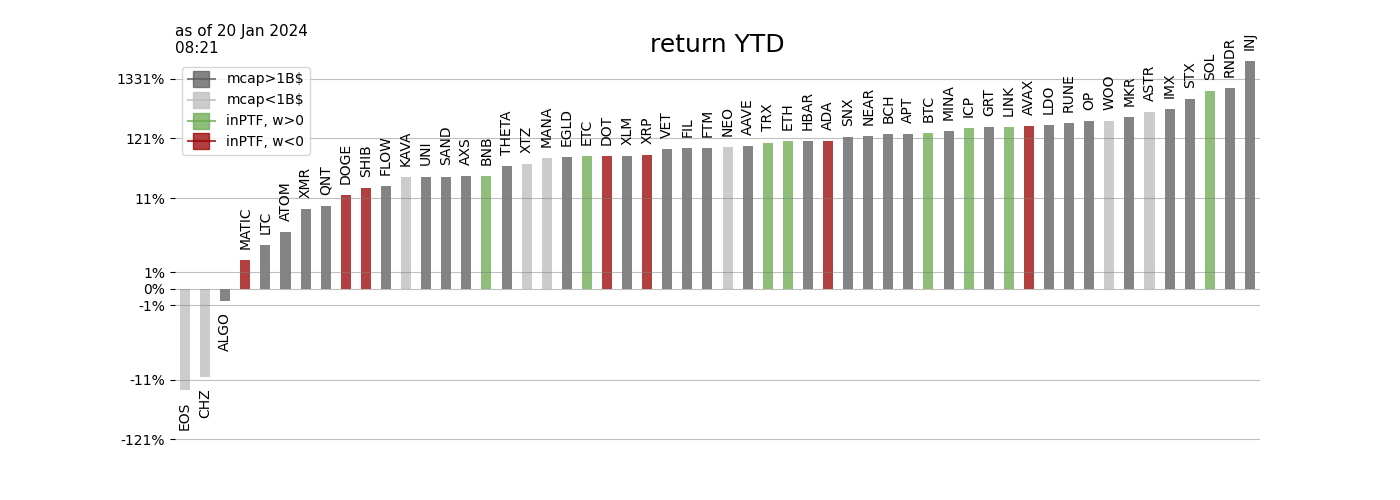 as of 20 Jan 2024
08:21
return YTD
mcap>1B$
mcap<1B$
inPTF, w>0
inPTF, w<0
1331%
121%
11%
1%
0%
-1%
-11%
-121%
EOS
CHZ
ALGO
MATIC
LTC
ATOM
XMR
QNT
DOGE
SHIB
FLOW
KAVA
UNI
SAND
AXS
BNB
THETA
XTZ
MANA
EGLD
ETC
DOT
XLM
XRP
VET
FIL
FTM
NEO
AAVE
TRX
ETH
HBAR
ADA
SNX
NEAR
BCH
APT
BTC
MINA
ICP
GRT
LINK
AVAX
LDO
RUNE
OP
WOO
MKR
ASTR
IMX
STX
SOL
RNDR
INJ